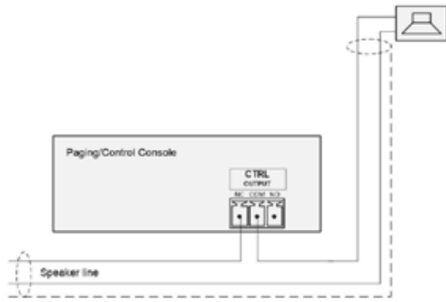 Paging/Control Console
CTRL
OUTPUT
NC COM NO
Speaker line